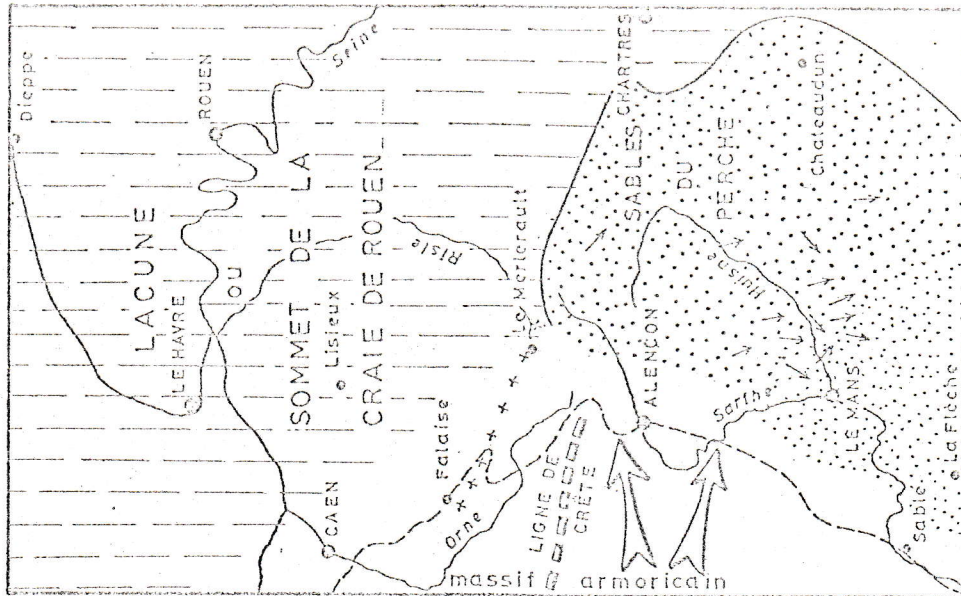 Dieppe
ROUEN
Seine
LACUNE
OU
LE HAVRE
SOMMET DE LA
CRAIE DE ROUEN
Lisieux
Risle
CAEN
Falaise
Orne
Le Merlerault
LIGNE DE
CRÊTE
massif armoricain
ALENÇON
CHARTRES
SABLES
DU
PERCHE
Chateaudun
Huisne
Sarthe
LE MANS
Sablé
La Flèche